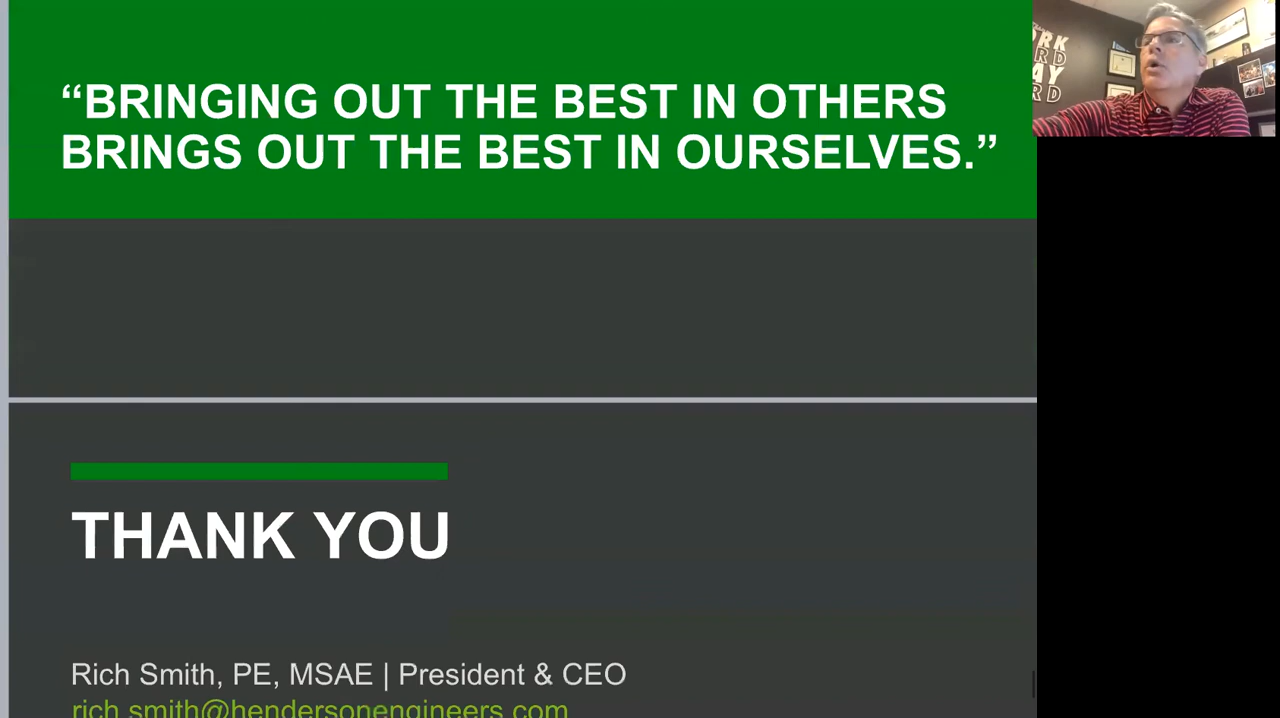 “BRINGING OUT THE BEST IN OTHERS
BRINGS OUT THE BEST IN OURSELVES.”
THANK YOU
Rich Smith, PE, MSAE | President & CEO
rich.smith@hendersonengineers.com